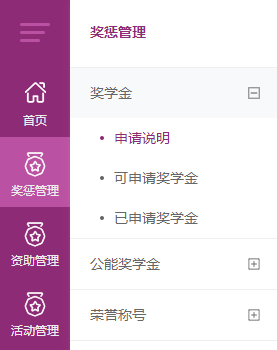 首页
奖惩管理
资助管理
活动管理
奖惩管理
奖学金
申请说明
可申请奖学金
已申请奖学金
公能奖学金
荣誉称号